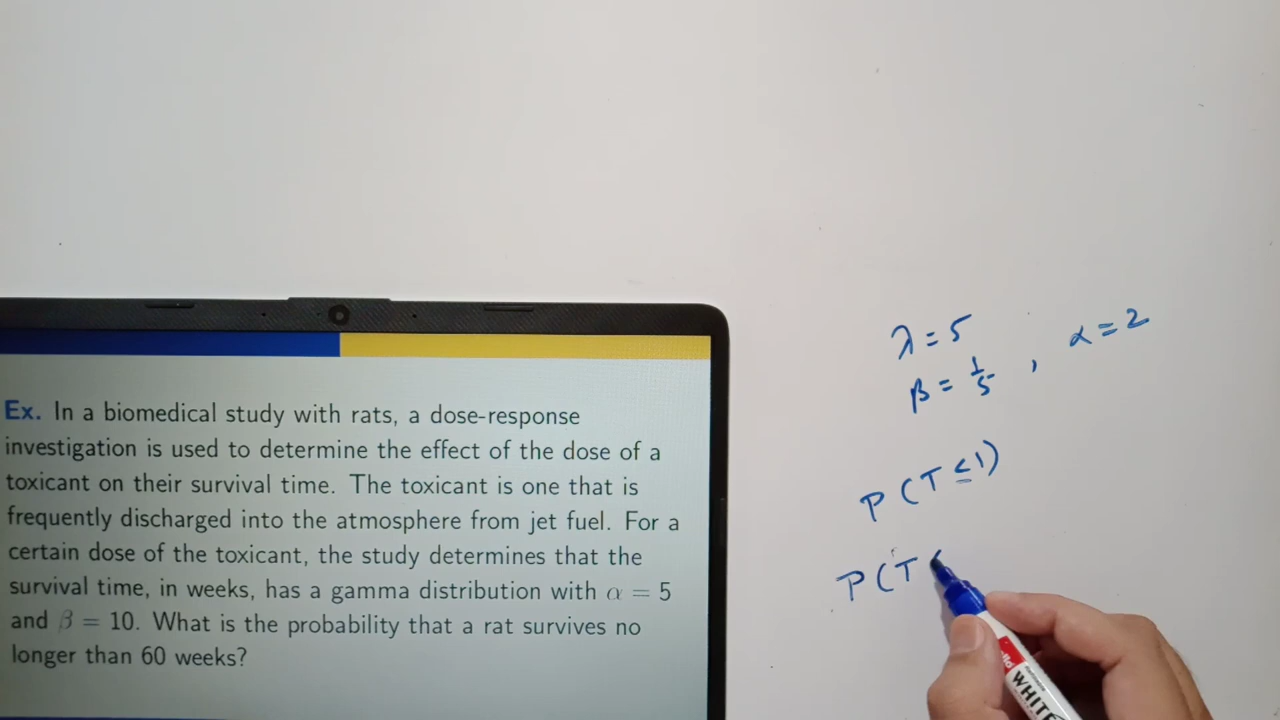 Ex. In a biomedical study with rats, a dose-response
investigation is used to determine the effect of the dose of a
toxicant on their survival time. The toxicant is one that is
frequently discharged into the atmosphere from jet fuel. For a
certain dose of the toxicant, the study determines that the
survival time, in weeks, has a gamma distribution with α = 5
and β = 10. What is the probability that a rat survives no
longer than 60 weeks?
λ = 5
β = 1/5 , α = 2
P(T ≤ 1)
P(T
WHITE